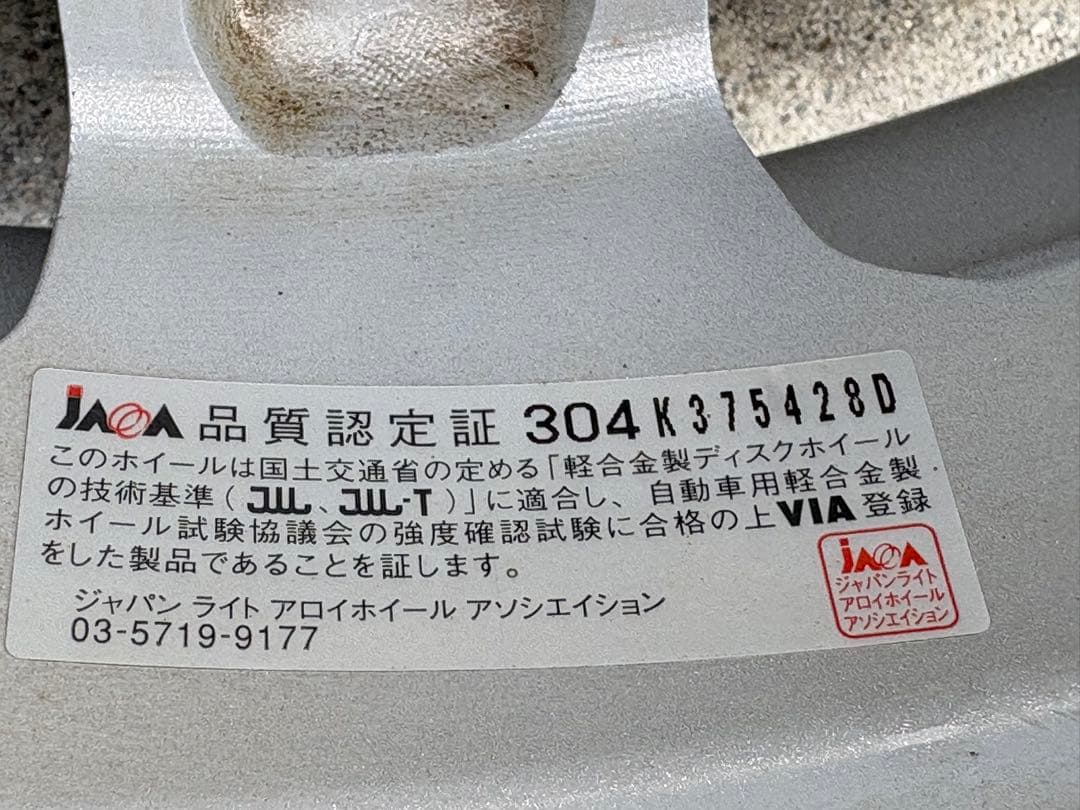 JAWA 品質認定証 304K375428D
このホイールは国土交通省の定める「軽合金製ディスクホイール
の技術基準(JWL、JWL-T)」に適合し、自動車用軽合金製
ホイール試験協議会の強度確認試験に合格の上VIA登録
をした製品であることを証します。
ジャパン ライト アロイホイール アソシエイション
03-5719-9177
JAWA
ジャパンライト
アロイホイール
アソシエイション